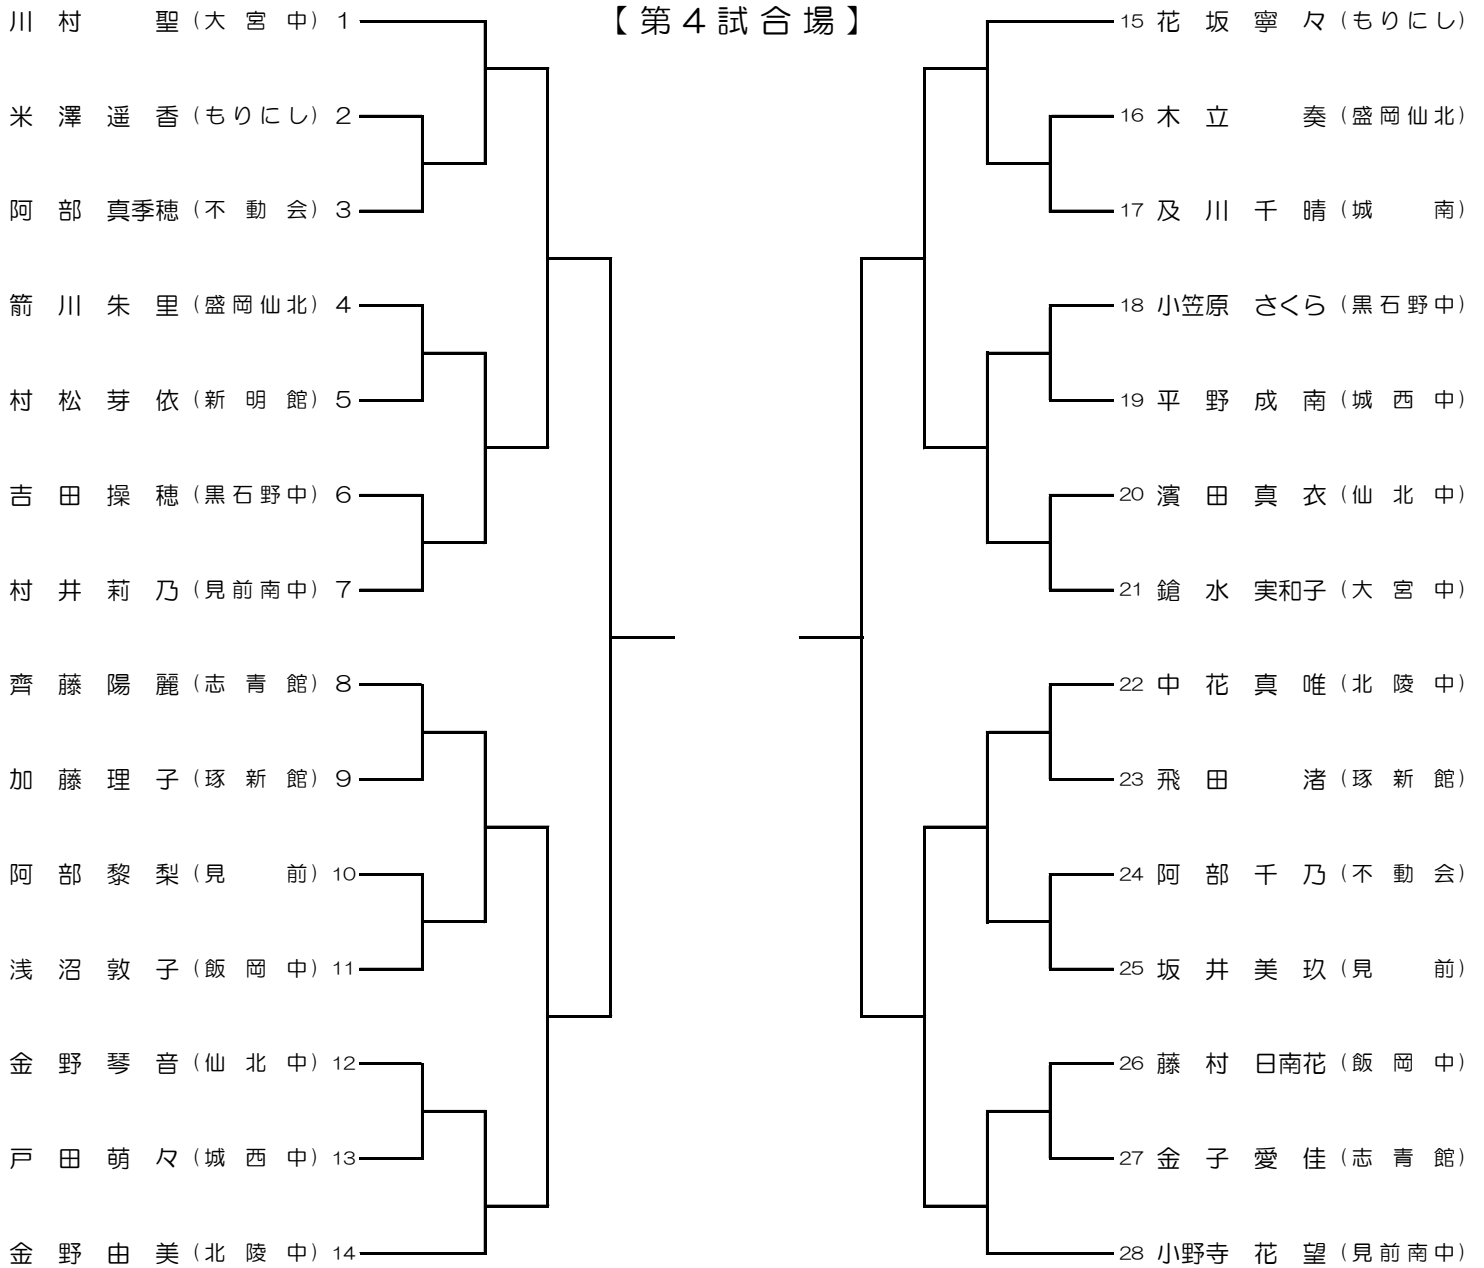 【第４試合場】
川村 聖（大宮中）1
米澤遥香（もりにし）2
阿部真季穂（不動会）3
箭川朱里（盛岡仙北）4
村松芽依（新明館）5
吉田操穂（黒石野中）6
村井莉乃（見前南中）7
齊藤陽麗（志青館）8
加藤理子（琢新館）9
阿部黎梨（見前）10
浅沼敦子（飯岡中）11
金野琴音（仙北中）12
戸田萌々（城西中）13
金野由美（北陵中）14
15 花坂寧々（もりにし）
16 木立 奏（盛岡仙北）
17 及川千晴（城南）
18 小笠原 さくら（黒石野中）
19 平野成南（城西中）
20 濱田真衣（仙北中）
21 鎗水 実和子（大宮中）
22 中花真唯（北陵中）
23 飛田 渚（琢新館）
24 阿部千乃（不動会）
25 坂井美玖（見前）
26 藤村 日南花（飯岡中）
27 金子愛佳（志青館）
28 小野寺 花望（見前南中）